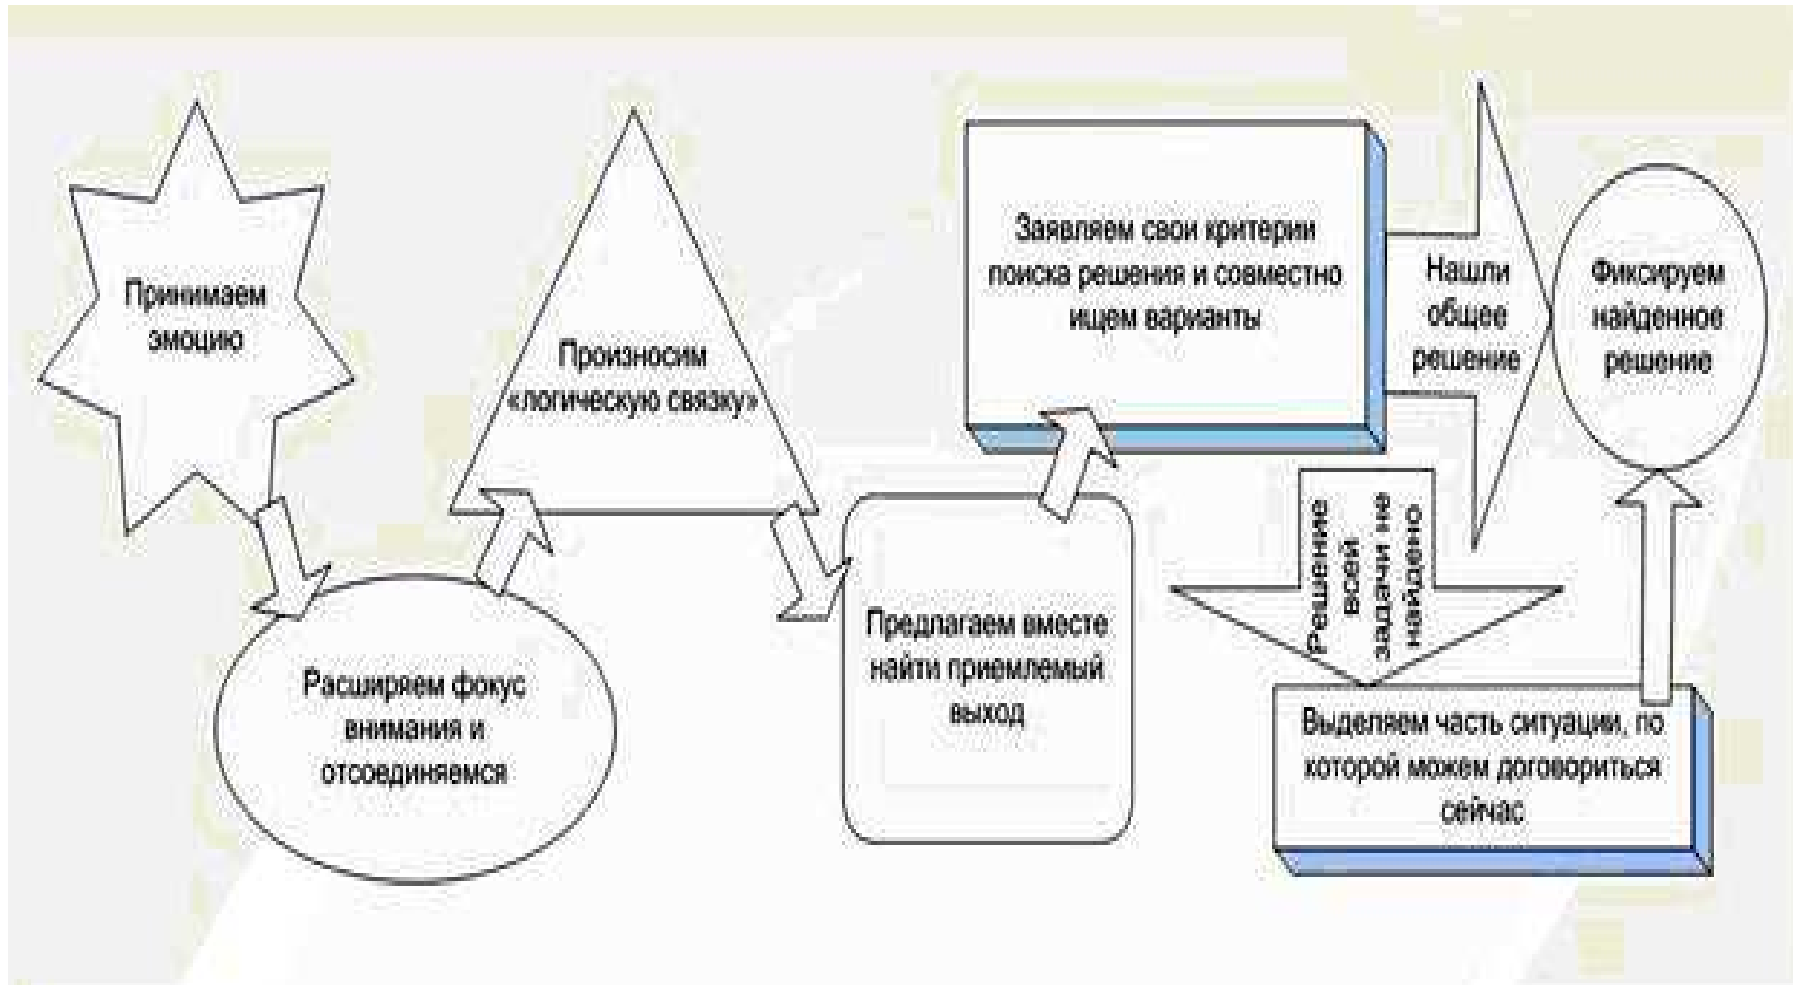 Принимаем
эмоцию
Расширяем фокус
внимания и
отсоединяемся
Произносим
«логическую связку»
Предлагаем вместе
найти приемлемый
выход
Заявляем свои критерии
поиска решения и совместно
ищем варианты
Нашли
общее
решение
Фиксируем
найденное
решение
Решение
всей
задачи не
найдено
Выделяем часть ситуации, по
которой можем договориться
сейчас